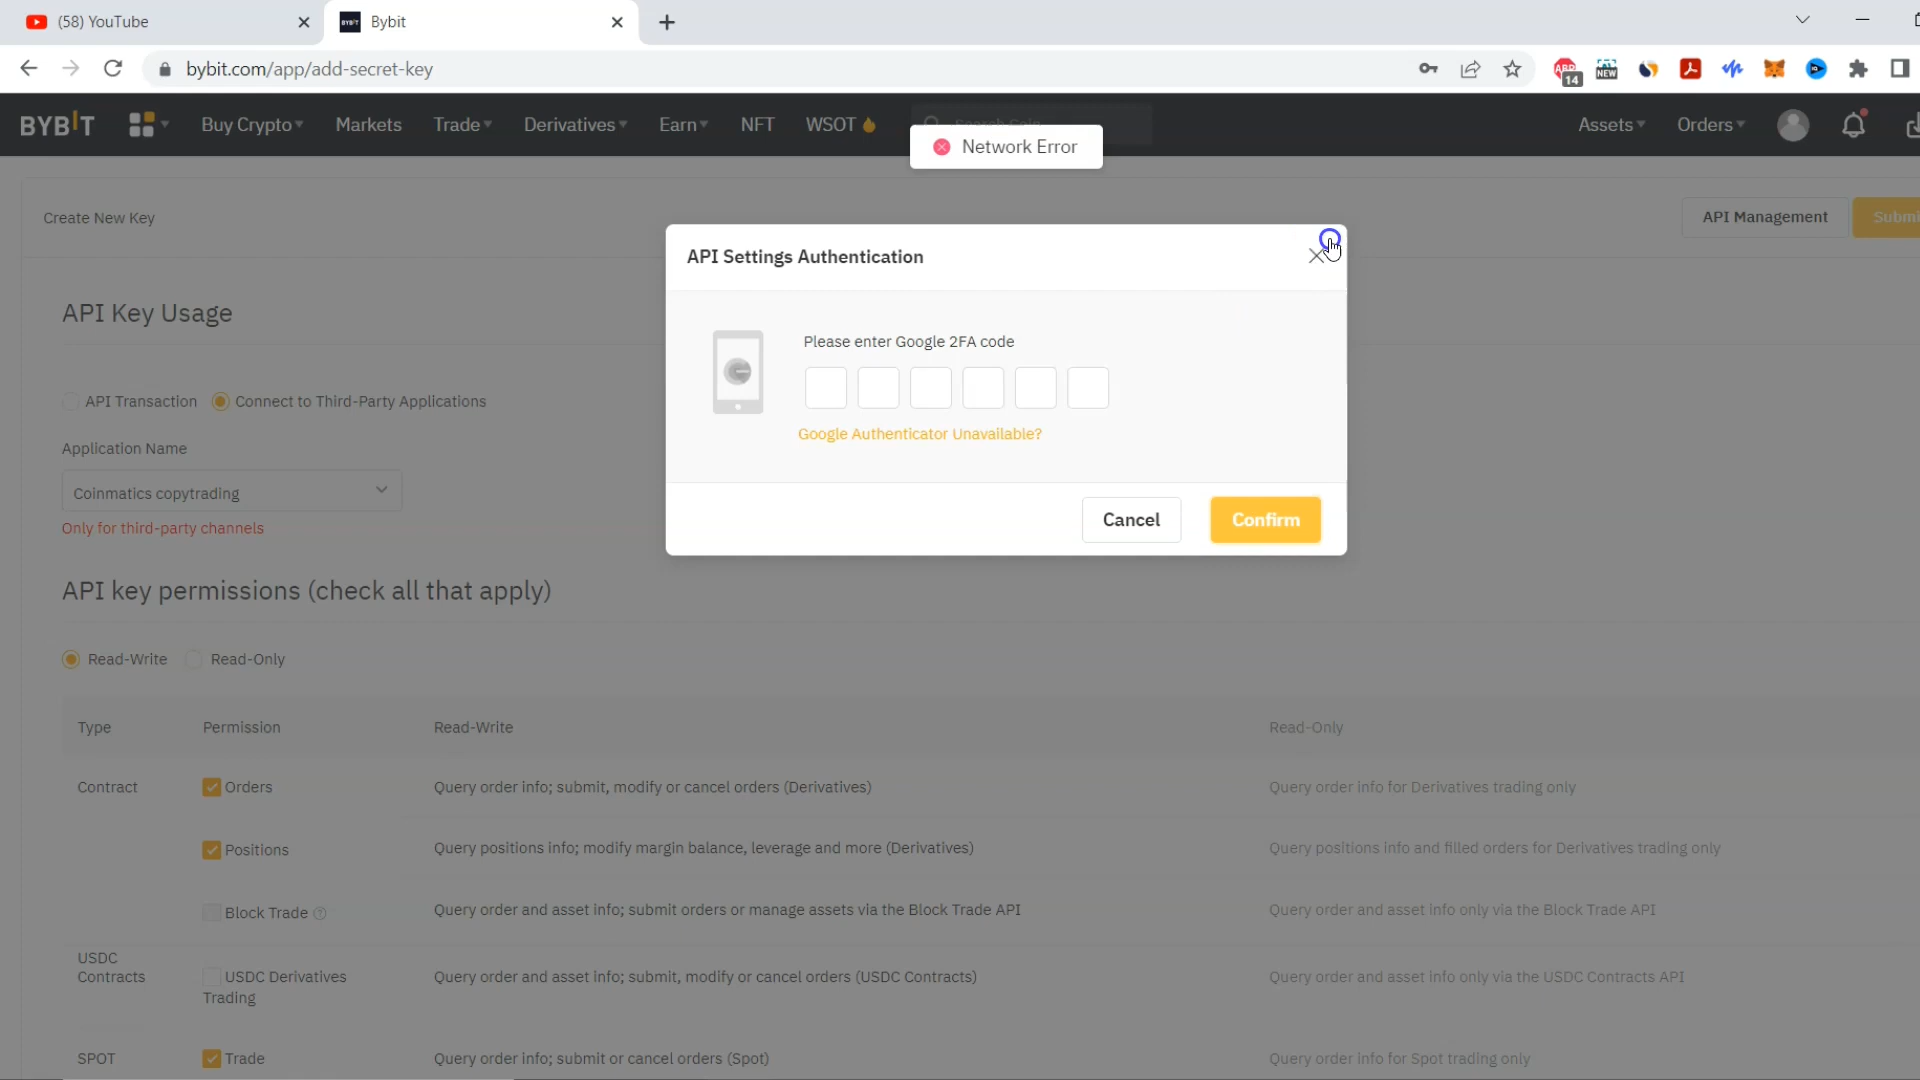 (58) YouTube
Bybit
bybit.com/app/add-secret-key
14
NEW
BYBIT
Buy Crypto
Markets
Trade
Derivatives
Earn
NFT
WSOT
Assets
Orders
Network Error
Create New Key
API Management
API Settings Authentication
API Key Usage
Please enter Google 2FA code
API Transaction
Connect to Third-Party Applications
Google Authenticator Unavailable?
Application Name
Coinmatics copytrading
Only for third-party channels
Cancel
Confirm
API key permissions (check all that apply)
Read-Write
Read-Only
Type Permission Read-Write Read-Only
Contract Orders Query order info; submit, modify or cancel orders (Derivatives) Query order info for Derivatives trading only
Positions Query positions info; modify margin balance, leverage and more (Derivatives) Query positions info and filled orders for Derivatives trading only
Block Trade Query order and asset info; submit orders or manage assets via the Block Trade API Query order and asset info only via the Block Trade API
USDC
Contracts USDC Derivatives Query order and asset info; submit, modify or cancel orders (USDC Contracts) Query order and asset info only via the USDC Contracts API
Trading
SPOT Trade Query order info; submit or cancel orders (Spot) Query order info for Spot trading only